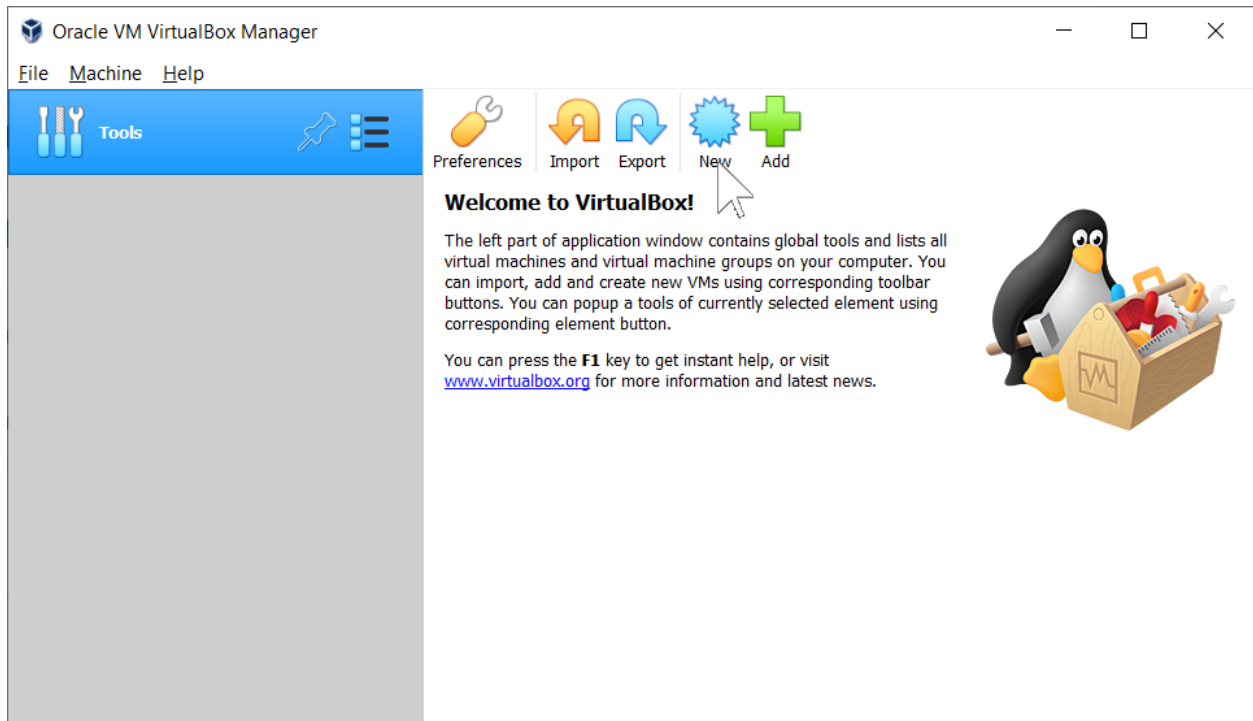 Oracle VM VirtualBox Manager
File Machine Help
Tools
Preferences Import Export New Add
Welcome to VirtualBox!
The left part of application window contains global tools and lists all
virtual machines and virtual machine groups on your computer. You
can import, add and create new VMs using corresponding toolbar
buttons. You can popup a tools of currently selected element using
corresponding element button.
You can press the F1 key to get instant help, or visit
www.virtualbox.org for more information and latest news.